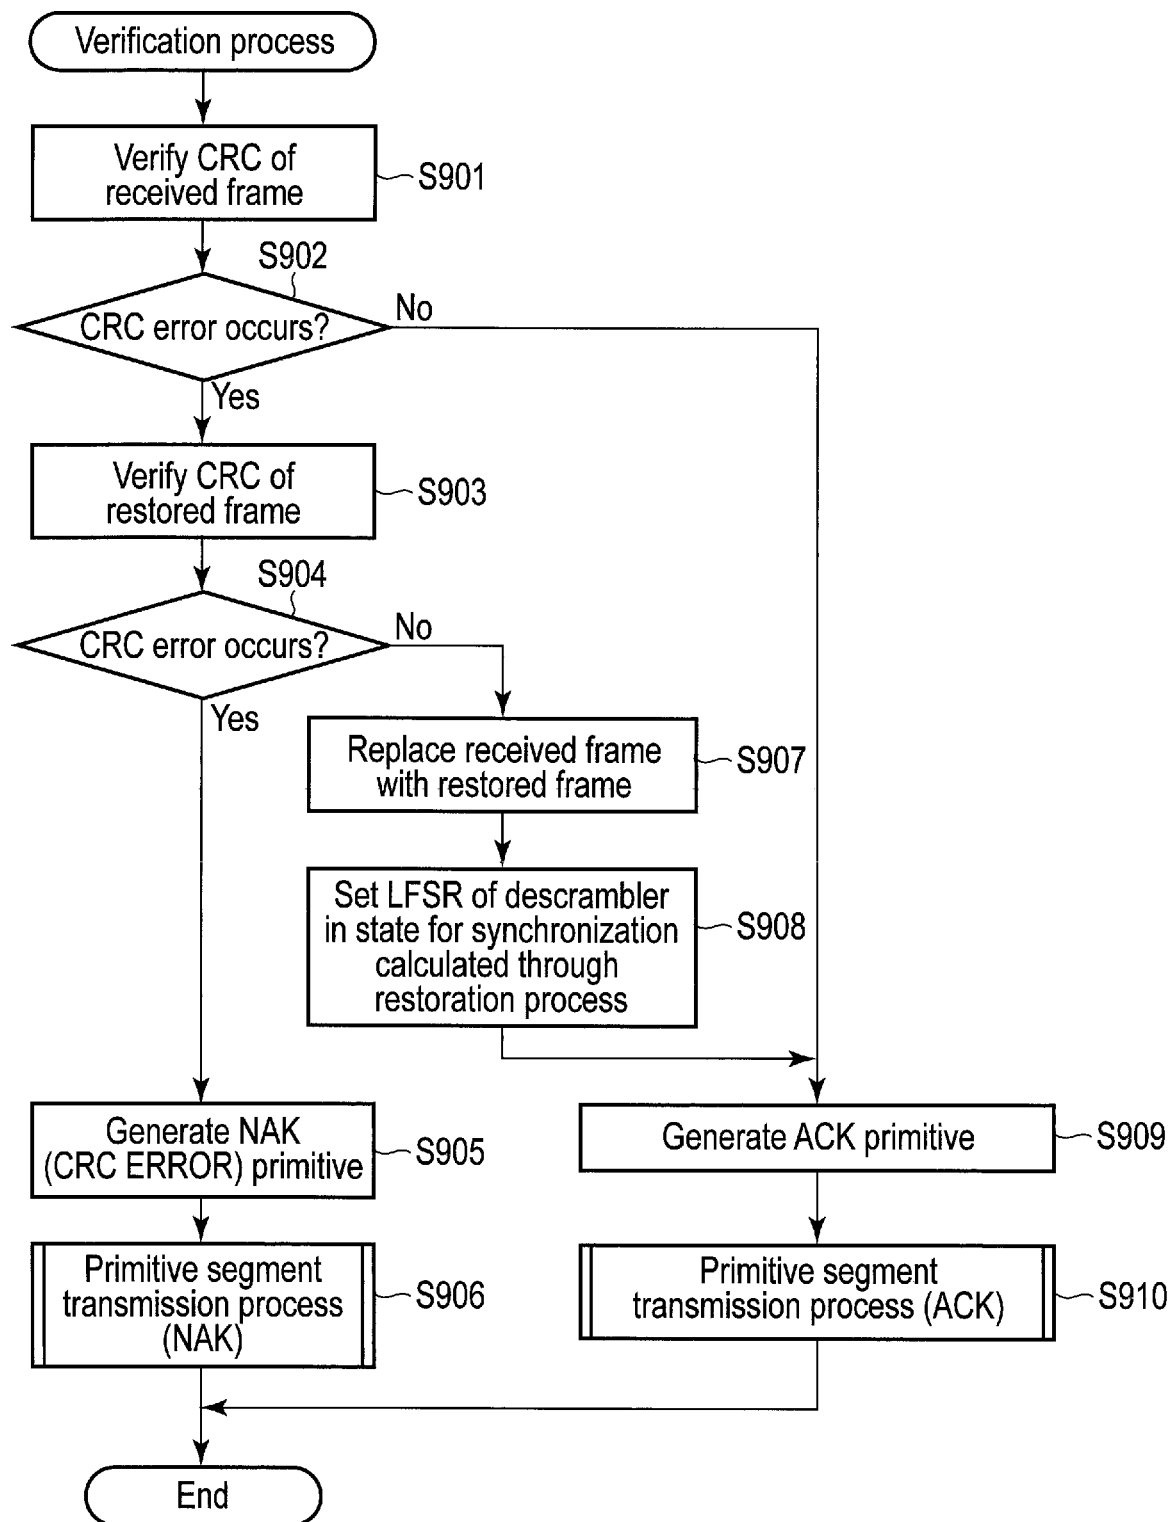 Verification process
Verify CRC of
received frame
S901
S902
CRC error occurs?
No
Yes
Verify CRC of
restored frame
S903
S904
CRC error occurs?
No
Yes
Replace received frame
with restored frame
S907
Set LFSR of descrambler
in state for synchronization
calculated through
restoration process
S908
Generate NAK
(CRC ERROR) primitive
S905
Generate ACK primitive
S909
Primitive segment
transmission process
(NAK)
S906
Primitive segment
transmission process (ACK)
S910
End